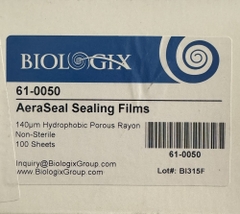 BIOLOGIX
61-0050
AeraSeal Sealing Films
140µm Hydrophobic Porous Rayon
Non-Sterile
100 Sheets
61-0050
Inquiry@BiologixGroup.com
www.BiologixGroup.com
Lot#: BI315F